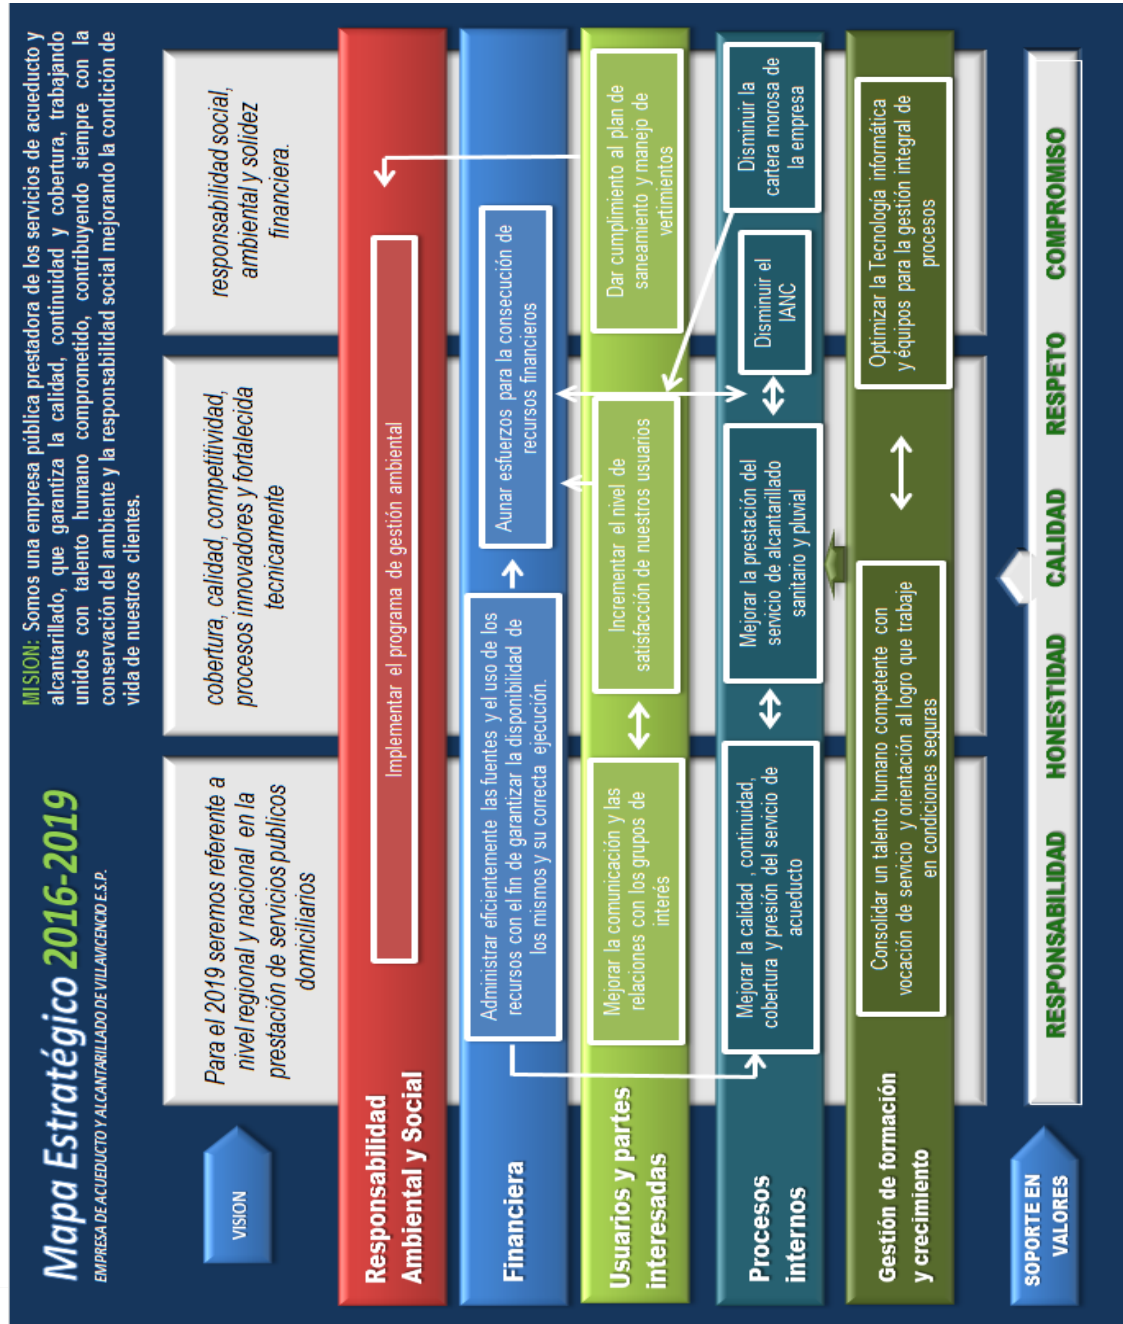 Mapa Estratégico 2016-2019
EMPRESA DE ACUEDUCTO Y ALCANTARILLADO DE VILLAVICENCIO E.S.P.
MISION: Somos una empresa pública prestadora de los servicios de acueducto y
alcantarillado, que garantiza la calidad, continuidad y cobertura, trabajando
unidos con talento humano comprometido, contribuyendo siempre con la
conservación del ambiente y la responsabilidad social mejorando la condición de
vida de nuestros clientes.
VISION
Para el 2019 seremos referente a
nivel regional y nacional en la
prestación de servicios publicos
domiciliarios
cobertura, calidad, competitividad,
procesos innovadores y fortalecida
tecnicamente
responsabilidad social,
ambiental y solidez
financiera.
Responsabilidad
Ambiental y Social
Implementar el programa de gestión ambiental
Financiera
Administrar eficientemente las fuentes y el uso de los
recursos con el fin de garantizar la disponibilidad de
los mismos y su correcta ejecución.
Aunar esfuerzos para la consecución de
recursos financieros
Usuarios y partes
interesadas
Mejorar la comunicación y las
relaciones con los grupos de
interés
Incrementar el nivel de
satisfacción de nuestros usuarios
Dar cumplimiento al plan de
saneamiento y manejo de
vertimientos
Procesos
internos
Mejorar la calidad , continuidad,
cobertura y presión del servicio de
acueducto
Mejorar la prestación del
servicio de alcantarillado
sanitario y pluvial
Disminuir el
IANC
Disminuir la
cartera morosa de
la empresa
Gestión de formación
y crecimiento
Consolidar un talento humano competente con
vocación de servicio y orientación al logro que trabaje
en condiciones seguras
Optimizar la Tecnología informática
y équipos para la gestión integral de
procesos
SOPORTE EN
VALORES
RESPONSABILIDAD HONESTIDAD CALIDAD RESPETO COMPROMISO